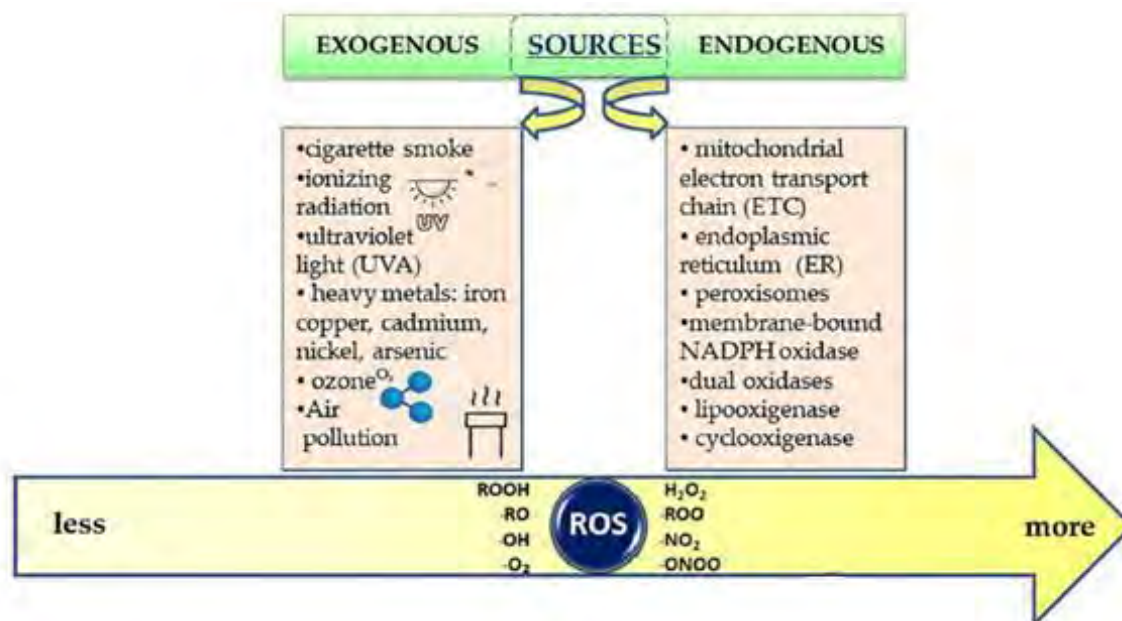 EXOGENOUS
SOURCES
ENDOGENOUS
•cigarette smoke
•ionizing
radiation
UV
•ultraviolet
light (UVA)
• heavy metals: iron
copper, cadmium,
nickel, arsenic
• ozone O₃
•Air
pollution
• mitochondrial
electron transport
chain (ETC)
• endoplasmic
reticulum (ER)
• peroxisomes
•membrane-bound
NADPH oxidase
•dual oxidases
• lipooxigenase
• cyclooxigenase
less
ROOH
·RO
·OH
·O₂
ROS
H₂O₂
·ROO
·NO₂
·ONOO
more